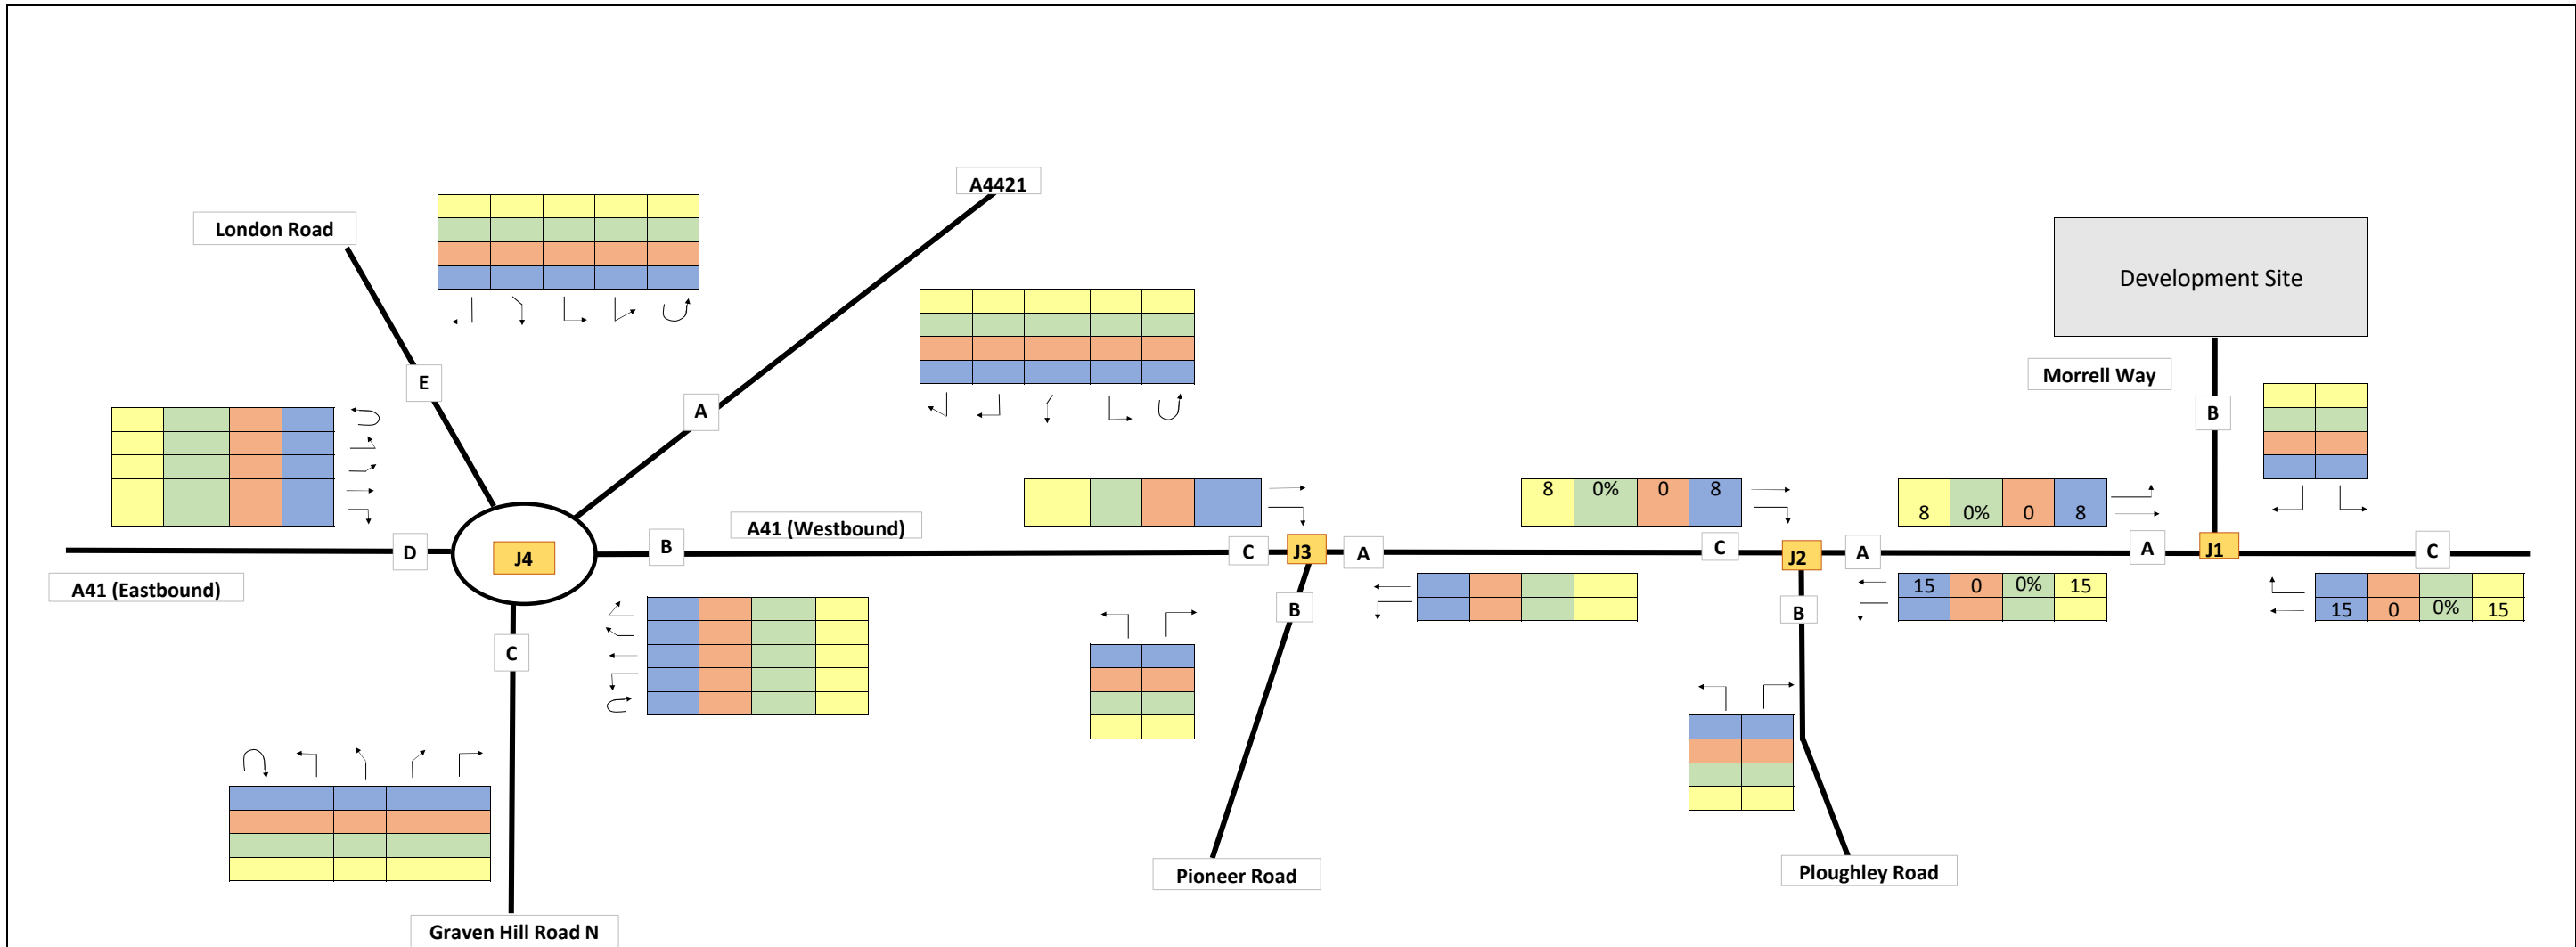 A4421
London Road
Development Site
E
Morrell Way
A
B
8 0% 0 8
8 0% 0 8
A41 (Westbound)
D
J4
B
C
J3
A
C
J2
A
A
J1
C
A41 (Eastbound)
15 0 0% 15
15 0 0% 15
B
B
C
Pioneer Road
Ploughley Road
Graven Hill Road N